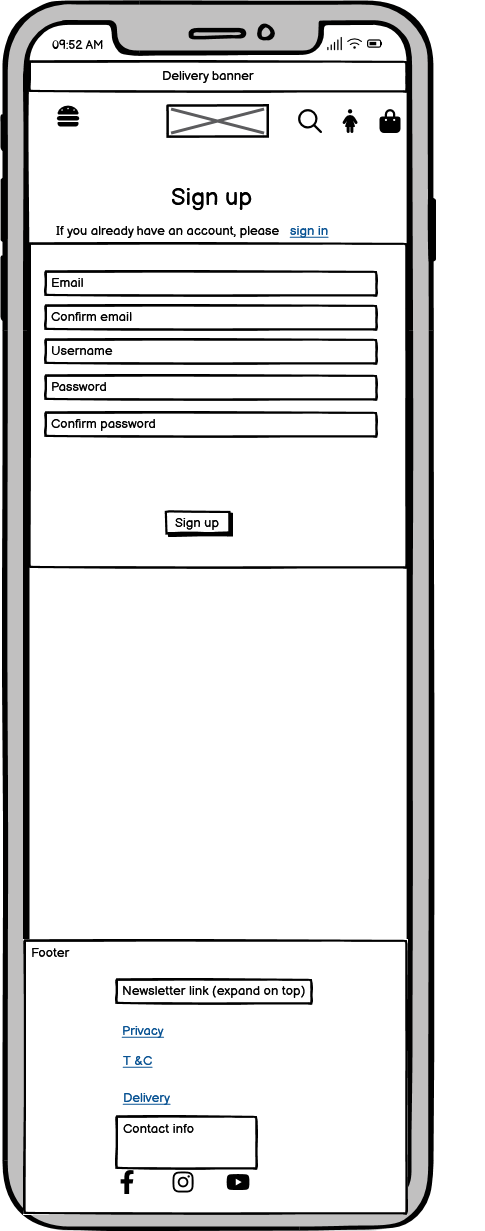 09:52 AM
Delivery banner
Sign up
If you already have an account, please sign in
Email
Confirm email
Username
Password
Confirm password
Sign up
Footer
Newsletter link (expand on top)
Privacy
T &C
Delivery
Contact info